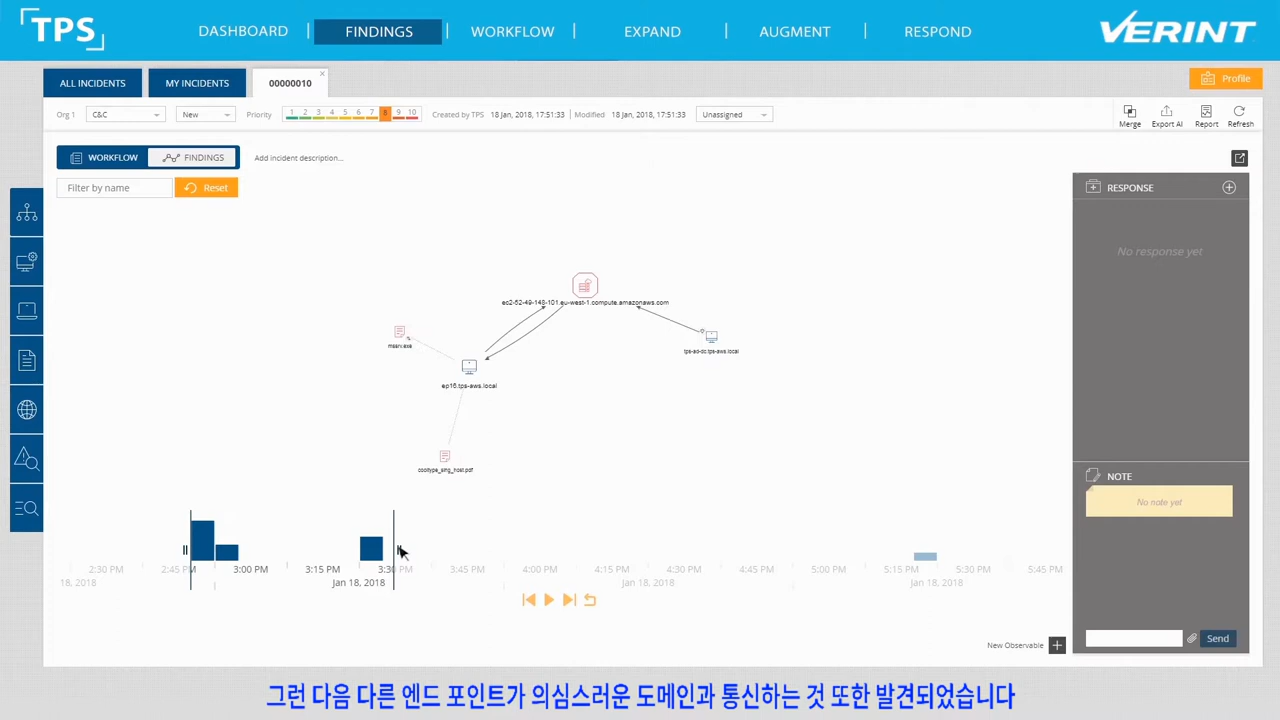 TPS
DASHBOARD
FINDINGS
WORKFLOW
EXPAND
AUGMENT
RESPOND
VERINT
ALL INCIDENTS
MY INCIDENTS
00000010
Profile
Org 1
C&C
New
Priority
1 2 3 4 5 6 7 8 9 10
Created by TPS 18 Jan, 2018, 17:51:33
Modified 18 Jan, 2018, 17:51:33
Unassigned
Merge
Export AI
Report
Refresh
WORKFLOW
FINDINGS
Add incident description...
Filter by name
Reset
RESPONSE
No response yet
ec2-52-49-148-101.eu-west-1.compute.amazonaws.com
mssrv.exe
tps-ad-dc.tps-aws.local
ep16.tps-aws.local
cooltype_sing_host.pdf
NOTE
No note yet
2:30 PM 2:45 PM 3:00 PM 3:15 PM 3:30 PM 3:45 PM 4:00 PM 4:15 PM 4:30 PM 4:45 PM 5:00 PM 5:15 PM 5:30 PM 5:45 PM
18, 2018 Jan 18, 2018 Jan 18, 2018 Jan 18, 2018
New Observable
Send
그런 다음 다른 엔드 포인트가 의심스러운 도메인과 통신하는 것 또한 발견되었습니다